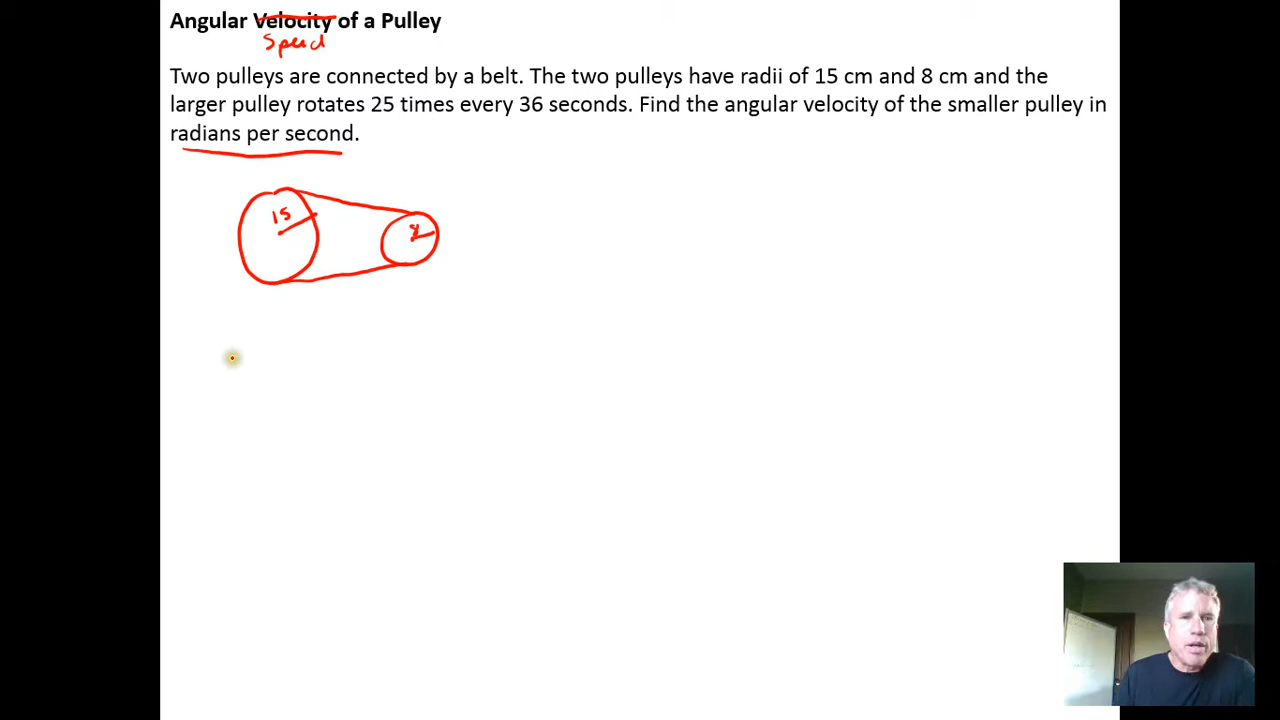 Angular Velocity of a Pulley
Speed
Two pulleys are connected by a belt. The two pulleys have radii of 15 cm and 8 cm and the
larger pulley rotates 25 times every 36 seconds. Find the angular velocity of the smaller pulley in
radians per second.
15
8